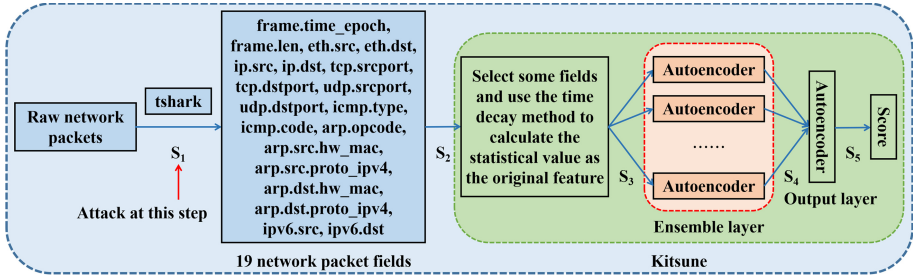 Raw network
packets
tshark
S1
Attack at this step
frame.time_epoch,
frame.len, eth.src, eth.dst,
ip.src, ip.dst, tcp.srcport,
tcp.dstport, udp.srcport,
udp.dstport, icmp.type,
icmp.code, arp.opcode,
arp.src.hw_mac,
arp.src.proto_ipv4,
arp.dst.hw_mac,
arp.dst.proto_ipv4,
ipv6.src, ipv6.dst
19 network packet fields
S2
Select some fields
and use the time
decay method to
calculate the
statistical value as
the original feature
S3
Autoencoder
Autoencoder
......
Autoencoder
Ensemble layer
S4
Autoencoder
Output layer
S5
Score
Kitsune